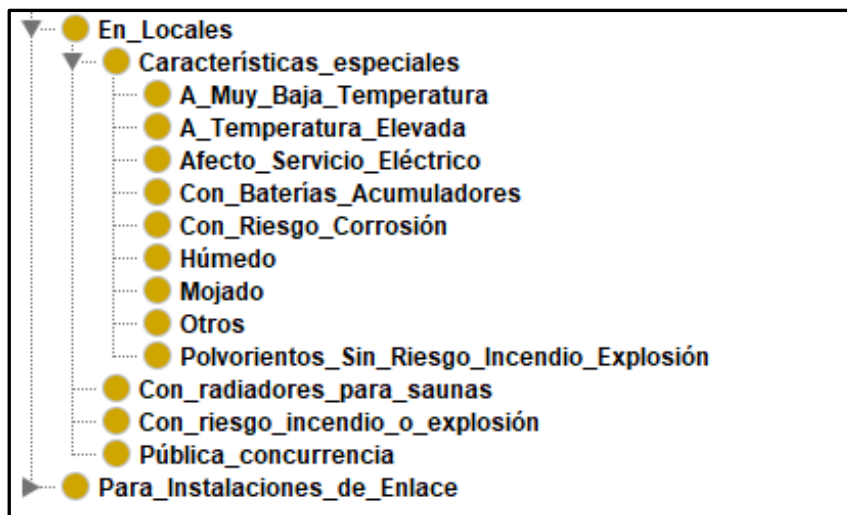 En_Locales
Características_especiales
A_Muy_Baja_Temperatura
A_Temperatura_Elevada
Afecto_Servicio_Eléctrico
Con_Baterías_Acumuladores
Con_Riesgo_Corrosión
Húmedo
Mojado
Otros
Polvorientos_Sin_Riesgo_Incendio_Explosión
Con_radiadores_para_saunas
Con_riesgo_incendio_o_explosión
Pública_concurrencia
Para_Instalaciones_de_Enlace